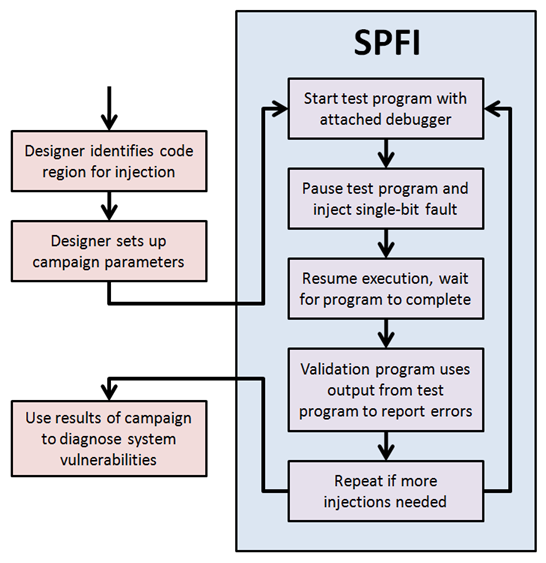 SPFI
Start test program with
attached debugger
Designer identifies code
region for injection
Pause test program and
inject single-bit fault
Designer sets up
campaign parameters
Resume execution, wait
for program to complete
Validation program uses
output from test
program to report errors
Use results of campaign
to diagnose system
vulnerabilities
Repeat if more
injections needed